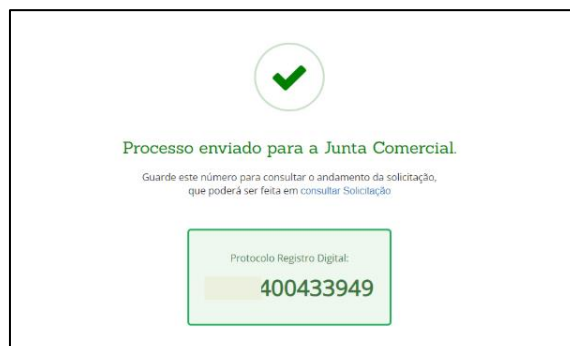 Processo enviado para a Junta Comercial.
Guarde este número para consultar o andamento da solicitação,
que poderá ser feita em consultar Solicitação
Protocolo Registro Digital:
400433949